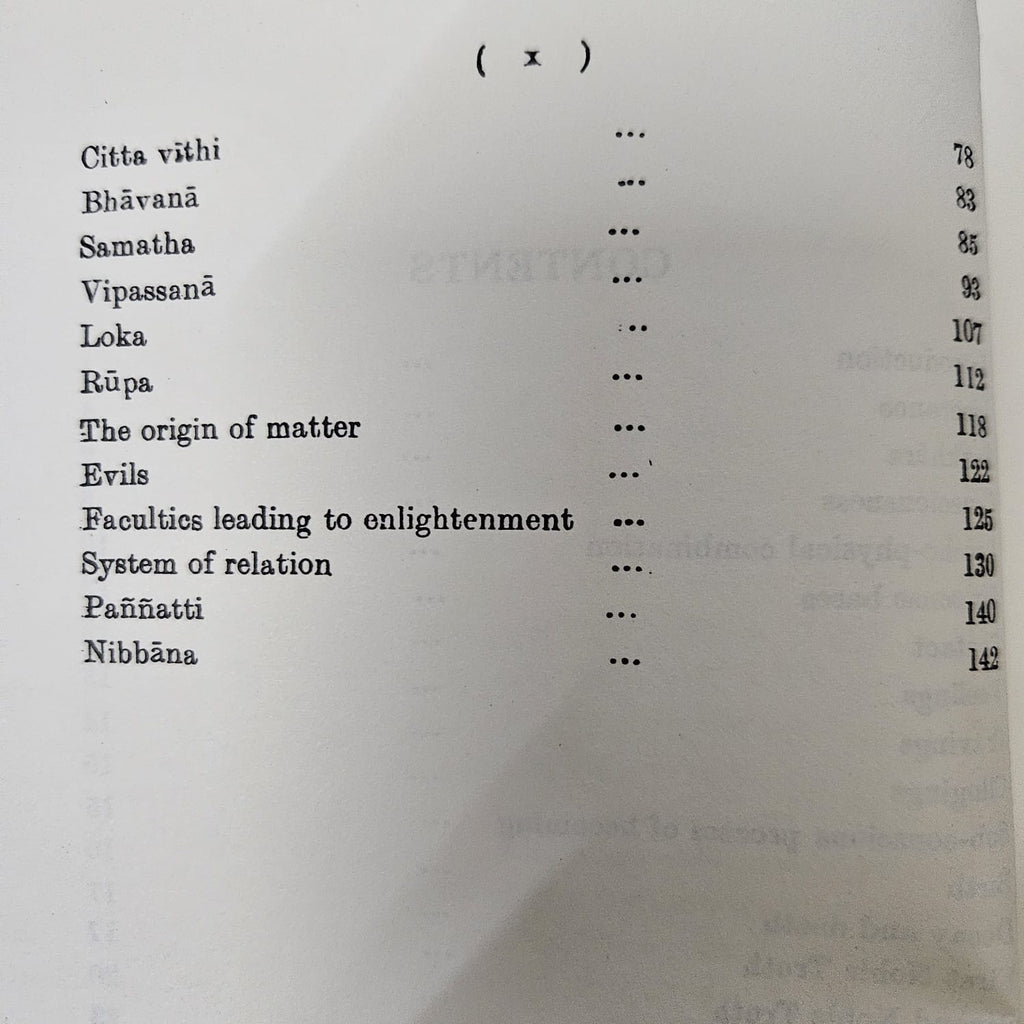 ( x )
Citta vīthi ... 78
Bhāvanā ... 83
Samatha ... 85
Vipassanā ... 93
Loka ... 107
Rūpa ... 112
The origin of matter ... 118
Evils ... 122
Faculties leading to enlightenment ... 125
System of relation ... 130
Paññatti ... 140
Nibbāna ... 142